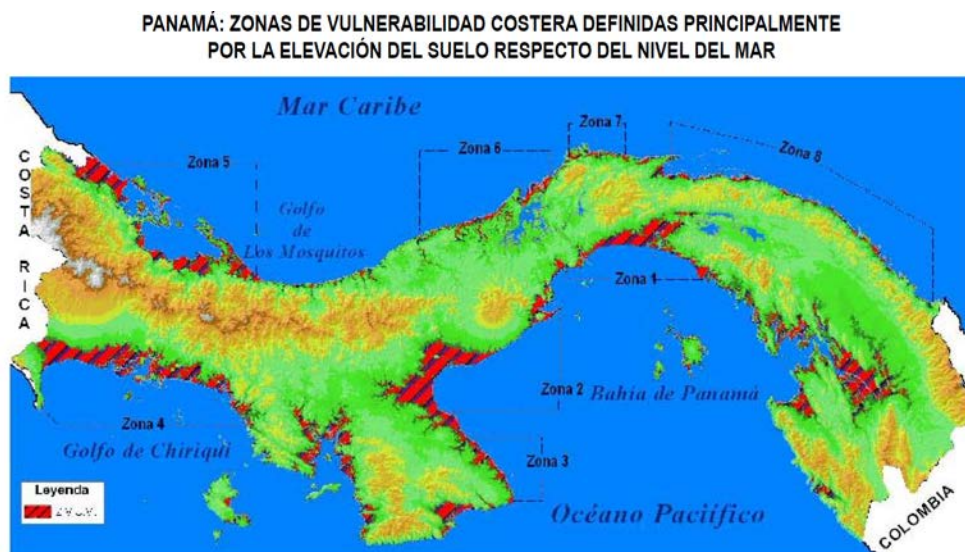 PANAMÁ: ZONAS DE VULNERABILIDAD COSTERA DEFINIDAS PRINCIPALMENTE
POR LA ELEVACIÓN DEL SUELO RESPECTO DEL NIVEL DEL MAR
Mar Caribe
COSTA RICA
Zona 5
Zona 6
Zona 7
Zona 8
Golfo
de
Los Mosquitos
Zona 1
Zona 2
Bahía de Panamá
Zona 4
Golfo de Chiriquí
Zona 3
Océano Paciífico
COLOMBIA
Leyenda